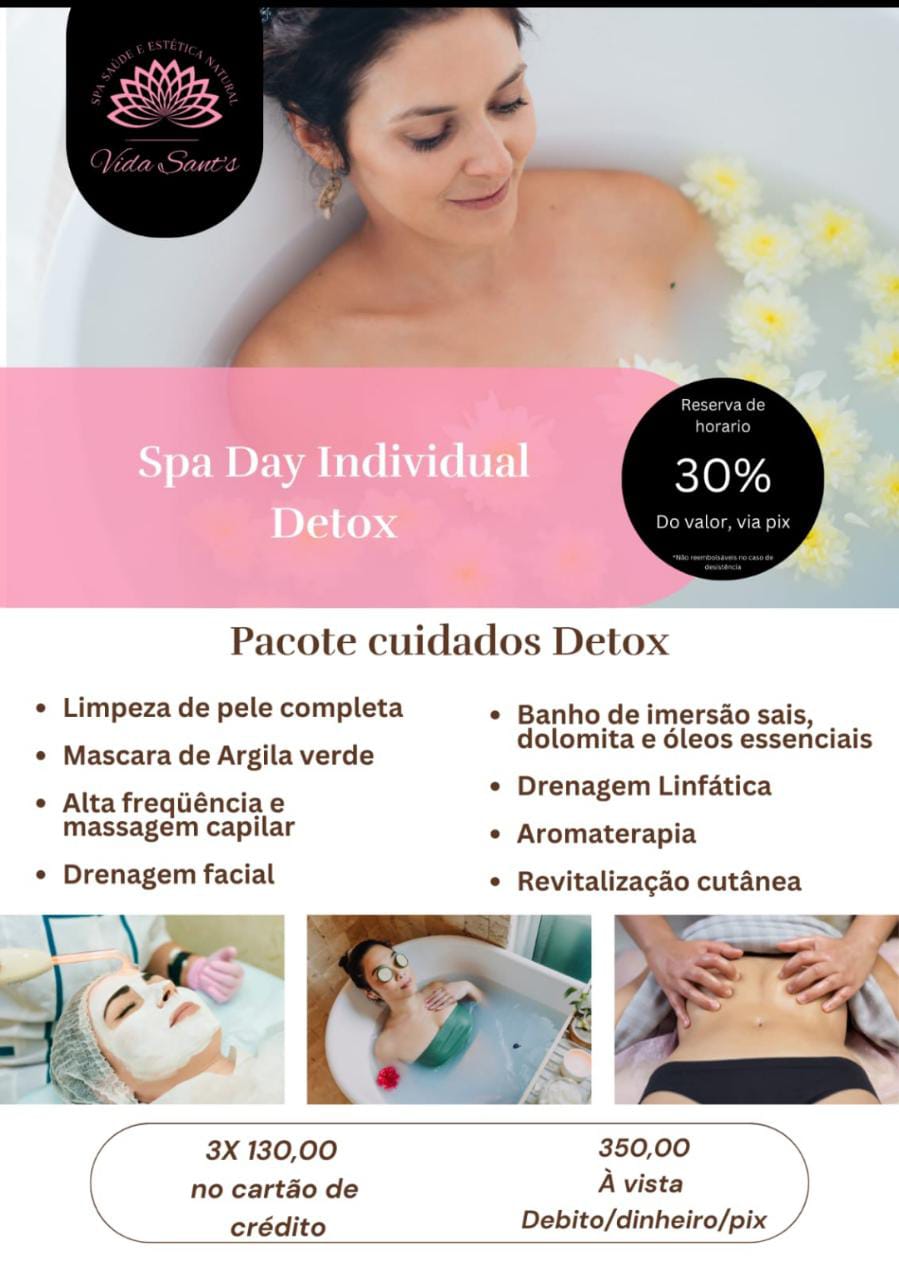 SPA SAÚDE E ESTÉTICA NATURAL
Vida Sant's
Reserva de
horario
30%
Do valor, via pix
*Não reembolsáveis no caso de
desistência
Spa Day Individual
Detox
Pacote cuidados Detox
• Limpeza de pele completa
• Mascara de Argila verde
• Alta freqüência e
massagem capilar
• Drenagem facial
• Banho de imersão sais,
dolomita e óleos essenciais
• Drenagem Linfática
• Aromaterapia
• Revitalização cutânea
3X 130,00
no cartão de
crédito
350,00
À vista
Debito/dinheiro/pix